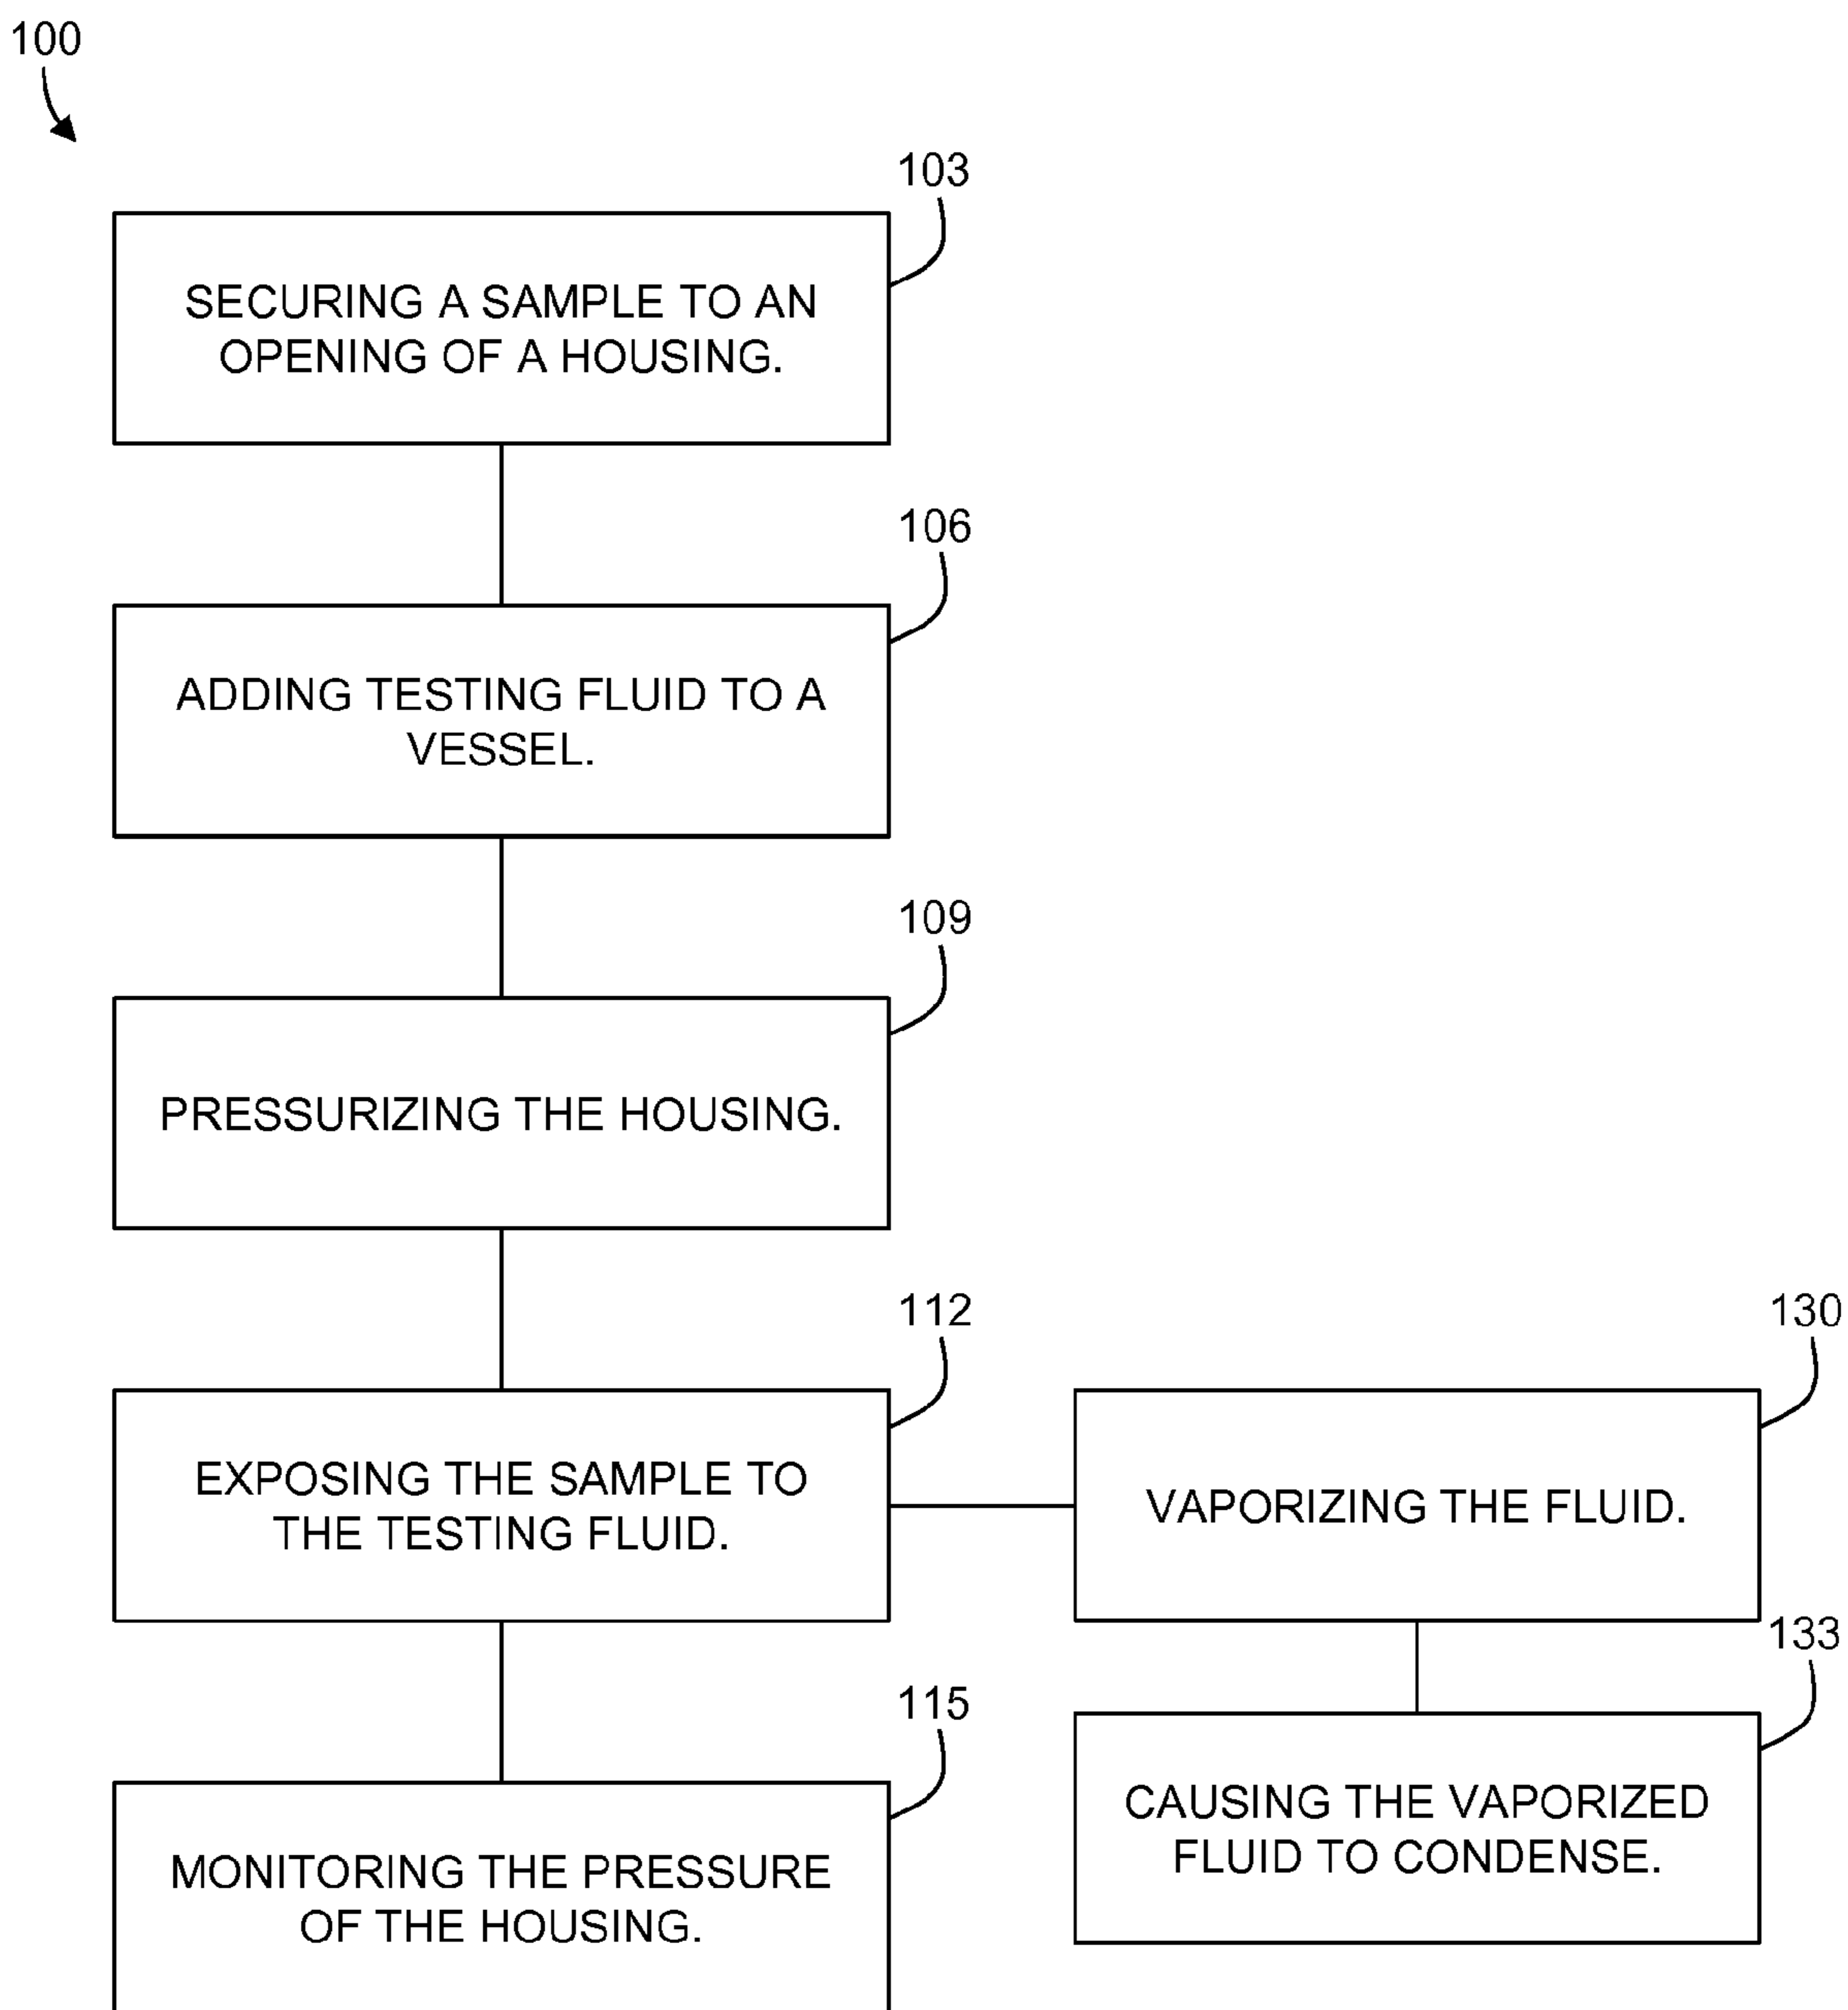 100
103
SECURING A SAMPLE TO AN
OPENING OF A HOUSING.
106
ADDING TESTING FLUID TO A
VESSEL.
109
PRESSURIZING THE HOUSING.
112
EXPOSING THE SAMPLE TO
THE TESTING FLUID.
130
VAPORIZING THE FLUID.
133
CAUSING THE VAPORIZED
FLUID TO CONDENSE.
115
MONITORING THE PRESSURE
OF THE HOUSING.